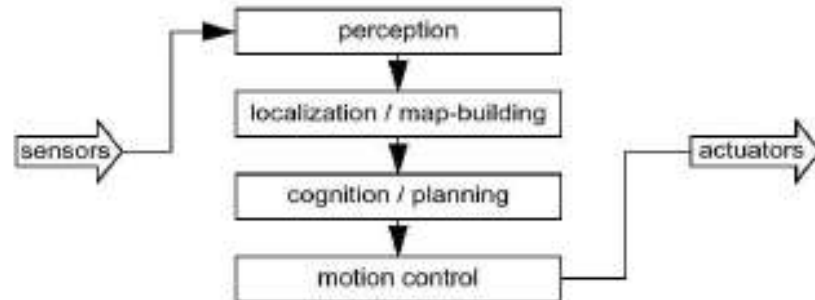 perception
localization / map-building
sensors
actuators
cognition / planning
motion control